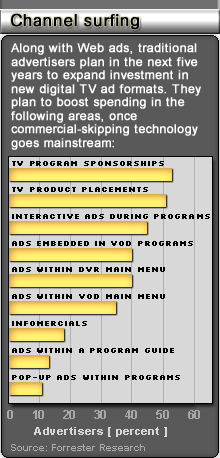 Channel surfing
Along with Web ads, traditional
advertisers plan in the next five
years to expand investment in
new digital TV ad formats. They
plan to boost spending in the
following areas, once
commercial-skipping technology
goes mainstream:
TV PROGRAM SPONSORSHIPS
TV PRODUCT PLACEMENTS
INTERACTIVE ADS DURING PROGRAMS
ADS EMBEDDED IN VOD PROGRAMS
ADS WITHIN DVR MAIN MENU
ADS WITHIN VOD MAIN MENU
INFOMERCIALS
ADS WITHIN A PROGRAM GUIDE
POP-UP ADS WITHIN PROGRAMS
0 10 20 30 40 50 60
Advertisers [ percent ]
Source: Forrester Research